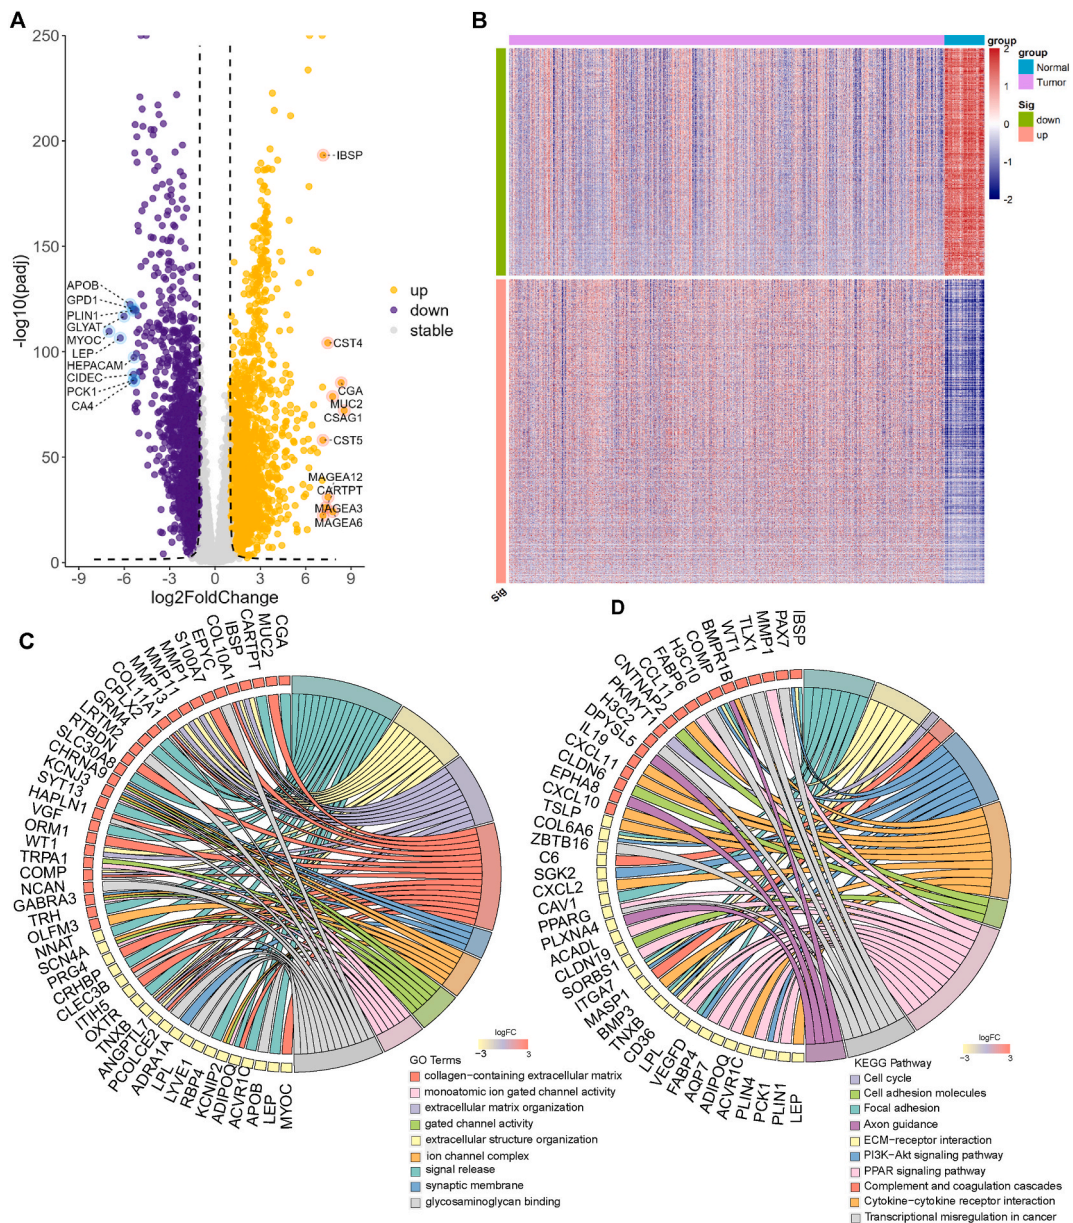 A
250
200
150
100
50
0
-log10(padj)
-9
-6
-3
0
3
6
9
log2FoldChange
APOB
GPD1
PLIN1
GLYAT
MYOC
LEP
HEPACAM
CIDEC
PCK1
CA4
IBSP
CST4
CGA
MUC2
CSAG1
CST5
MAGEA12
CARTPT
MAGEA3
MAGEA6
up
down
stable
B
group
2
1
0
-1
-2
group
Normal
Tumor
Sig
down
up
Sig
C
CGA
MUC2
CARTPT
IBSP
COL10A1
EPYC
S100A7
MMP1
MMP13
MMP11
COL11A1
PLX2
GRM4
LRTM2
RTBDN
SLC30A8
CHRNA9
KCNJ3
SYT13
HAPLN1
VGF
ORM1
WT1
TRPA1
COMP
NCAN
GABRA3
TRH
OLFM3
NNAT
SCN4A
PRG4
CRHBP
CLEC3B
ITIH5
OXTR
TNXB
ANGPTL7
PCOLCE2
ADRA1A
LPL
LYVE1
RBP4
KCNIP2
ADIPOQ
ACVR1C
APOB
LEP
MYOC
logFC
−3
3
GO Terms
collagen-containing extracellular matrix
monoatomic ion gated channel activity
extracellular matrix organization
gated channel activity
extracellular structure organization
ion channel complex
signal release
synaptic membrane
glycosaminoglycan binding
D
IBSP
PAX7
MMP1
TLX1
WT1
BMPR1B
COMP
H3C10
FABP6
CCL11
CNTNAP2
PKMYT1
H3C2
DPYSL5
IL19
CXCL11
CLDN6
EPHA8
CXCL10
TSLP
COL6A6
ZBTB16
C6
SGK2
CXCL2
CAV1
PPARG
PLXNA4
ACADL
CLDN19
SORBS1
ITGA7
MASP1
BMP3
TNXB
CD36
LPL
VEGFD
FABP4
AQP7
ADIPOQ
ACVR1C
PLIN4
PCK1
PLIN1
LEP
logFC
−3
3
KEGG Pathway
Cell cycle
Cell adhesion molecules
Focal adhesion
Axon guidance
ECM−receptor interaction
PI3K−Akt signaling pathway
PPAR signaling pathway
Complement and coagulation cascades
Cytokine−cytokine receptor interaction
Transcriptional misregulation in cancer